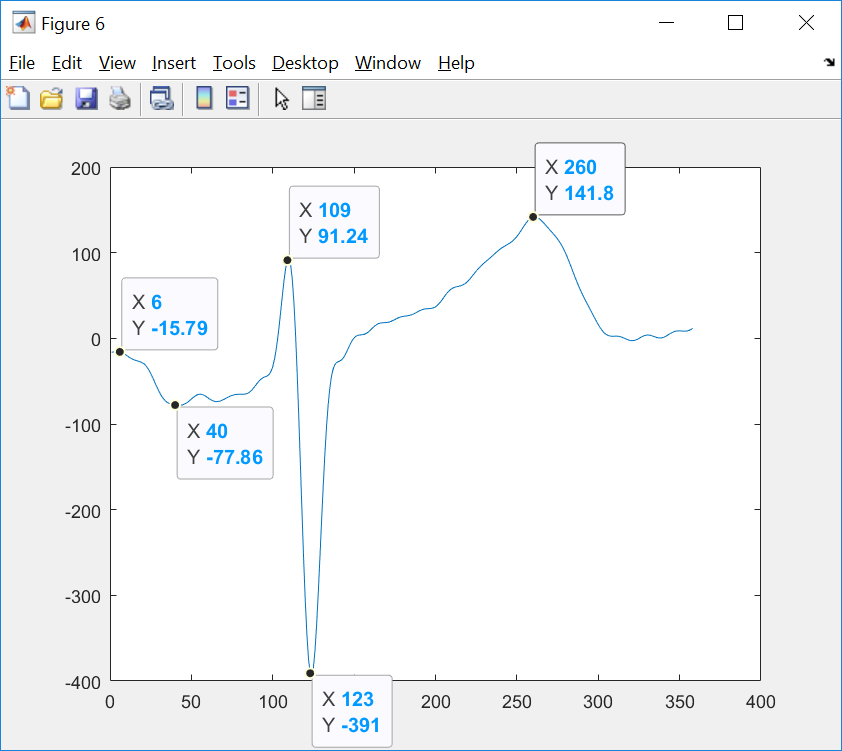 Figure 6
File Edit View Insert Tools Desktop Window Help
X 260
Y 141.8
X 109
Y 91.24
X 6
Y -15.79
X 40
Y -77.86
X 123
Y -391
200
100
0
-100
-200
-300
-400
0 50 100 200 250 300 350 400